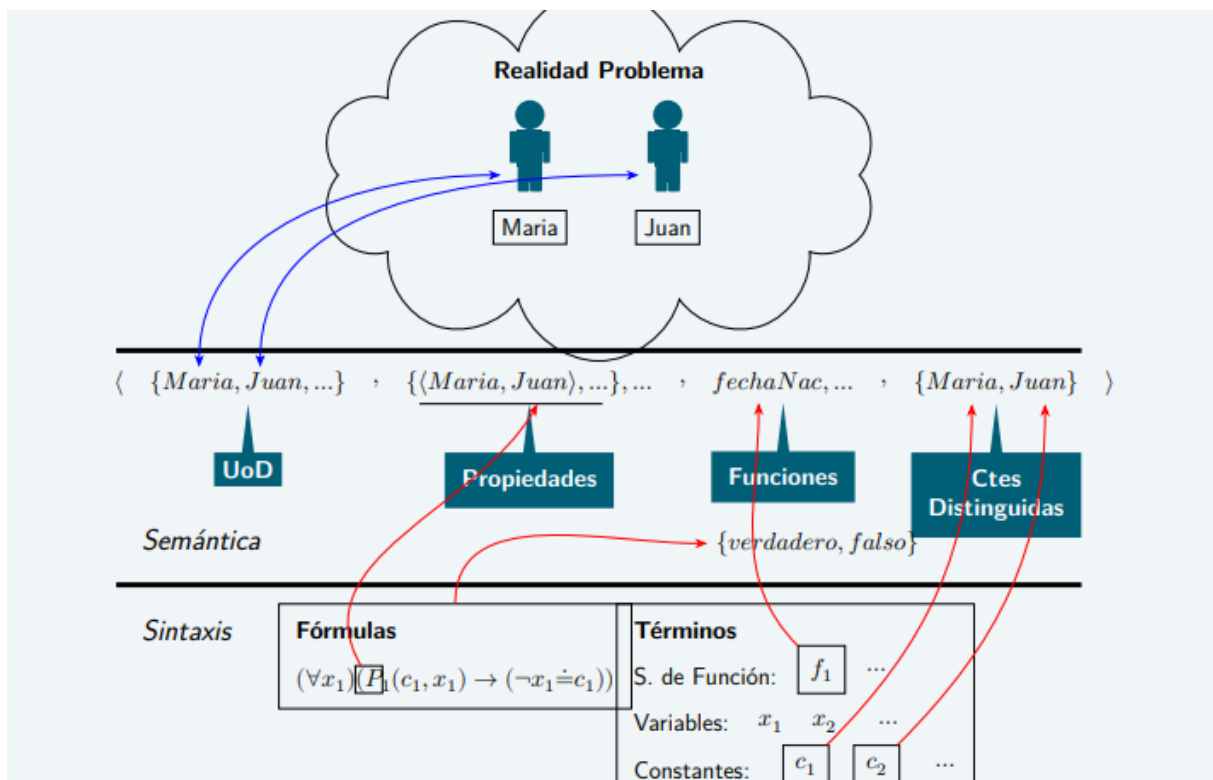 Realidad Problema
Maria Juan
⟨ {Maria, Juan, ...} , {⟨Maria, Juan⟩, ...}, ... , fechaNac, ... , {Maria, Juan} ⟩
UoD
Propiedades
Funciones
Ctes
Distinguidas
Semántica
{verdadero, falso}
Sintaxis
Fórmulas
(∀x₁)(P₁(c₁, x₁) → (¬x₁≐c₁))
Términos
S. de Función: f₁ ...
Variables: x₁ x₂ ...
Constantes: c₁ c₂ ...